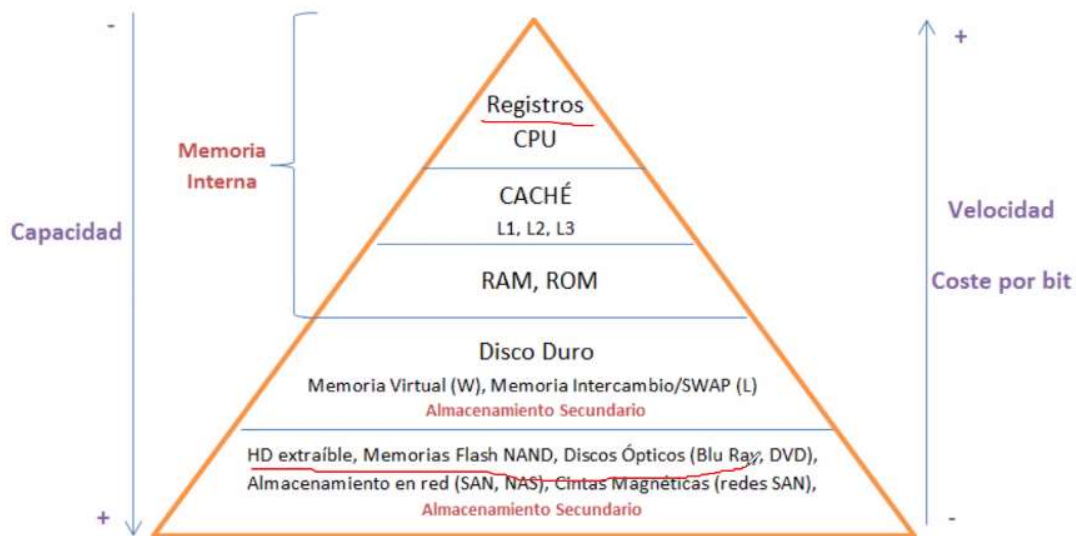 -
+
Registros
CPU
Memoria
Interna
CACHÉ
L1, L2, L3
Capacidad
Velocidad
RAM, ROM
Coste por bit
Disco Duro
Memoria Virtual (W), Memoria Intercambio/SWAP (L)
Almacenamiento Secundario
HD extraíble, Memorias Flash NAND, Discos Ópticos (Blu Ray, DVD),
Almacenamiento en red (SAN, NAS), Cintas Magnéticas (redes SAN),
Almacenamiento Secundario
+
-